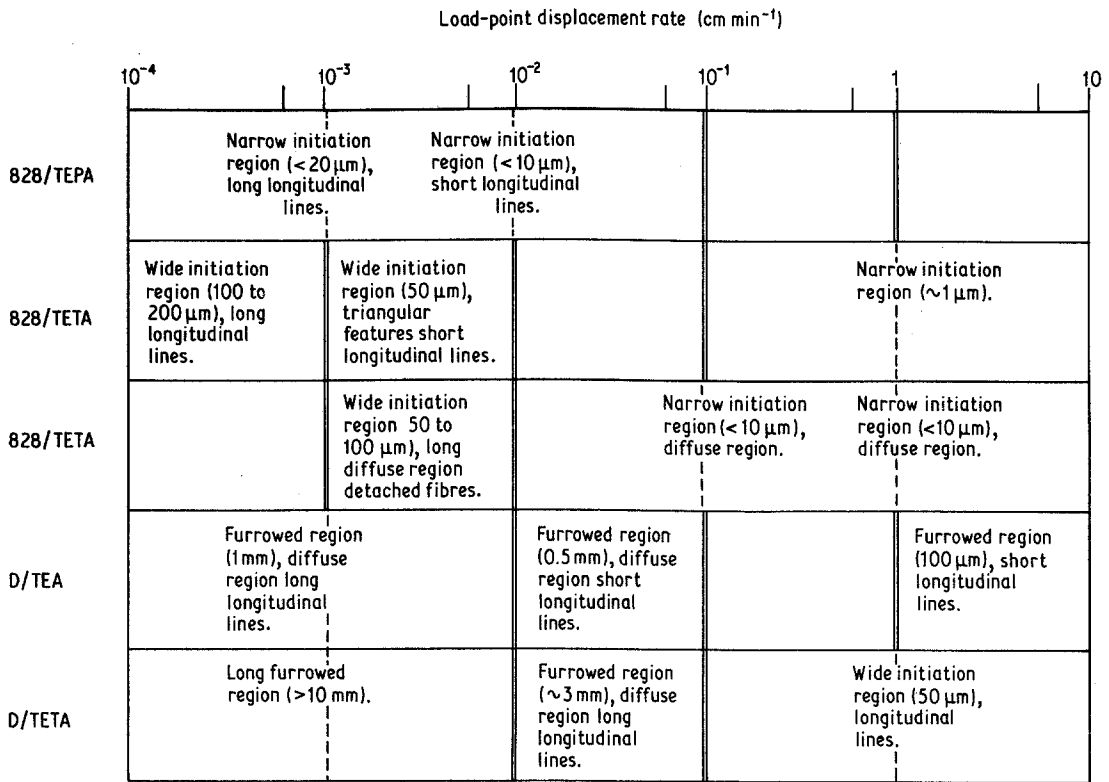 Load-point displacement rate (cm min⁻¹)
10⁻⁴ 10⁻³ 10⁻² 10⁻¹ 1 10
828/TEPA
Narrow initiation
region (<20 μm),
long longitudinal
lines.
Narrow initiation
region (<10 μm),
short longitudinal
lines.
828/TETA
Wide initiation
region (100 to
200 μm), long
longitudinal
lines.
Wide initiation
region (50 μm),
triangular
features short
longitudinal lines.
Narrow initiation
region (~1 μm).
828/TETA
Wide initiation
region 50 to
100 μm), long
diffuse region
detached fibres.
Narrow initiation
region (<10 μm),
diffuse region.
Narrow initiation
region (<10 μm),
diffuse region.
D/TEA
Furrowed region
(1 mm), diffuse
region long
longitudinal
lines.
Furrowed region
(0.5 mm), diffuse
region short
longitudinal
lines.
Furrowed region
(100 μm), short
longitudinal
lines.
D/TETA
Long furrowed
region (>10 mm).
Furrowed region
(~3 mm), diffuse
region long
longitudinal
lines.
Wide initiation
region (50 μm),
longitudinal
lines.